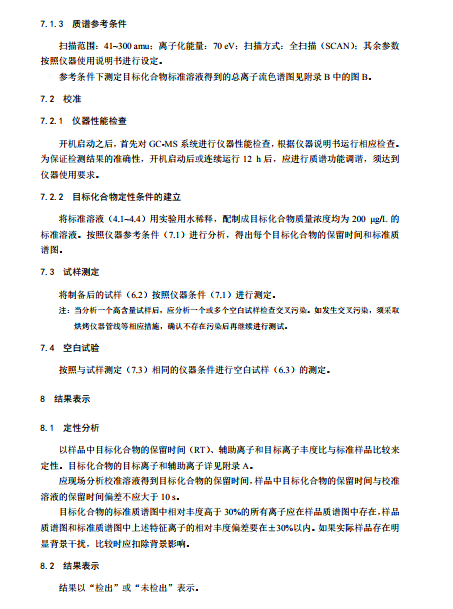 7.1.3 质谱参考条件
扫描范围：41~300 amu；离子化能量：70 eV；扫描方式：全扫描（SCAN）；其余参数
按照仪器使用说明书进行设定。
参考条件下测定目标化合物标准溶液得到的总离子流色谱图见附录 B 中的图 B。
7.2 校准
7.2.1 仪器性能检查
开机启动之后，首先对 GC-MS 系统进行仪器性能检查，根据仪器说明书运行相应检查。
为保证检测结果的准确性，开机启动后或连续运行 12 h 后，应进行质谱功能调谐，须达到
仪器使用要求。
7.2.2 目标化合物定性条件的建立
将标准溶液（4.1~4.4）用实验用水稀释，配制成目标化合物质量浓度均为 200 μg/L 的
标准溶液。按照仪器参考条件（7.1）进行分析，得出每个目标化合物的保留时间和标准质
谱图。
7.3 试样测定
将制备后的试样（6.2）按照仪器条件（7.1）进行测定。
注：当分析一个高含量试样后，应分析一个或多个空白试样检查交叉污染。如发生交叉污染，须采取
烘烤仪器管线等相应措施，确认不存在污染后再继续进行测试。
7.4 空白试验
按照与试样测定（7.3）相同的仪器条件进行空白试样（6.3）的测定。
8 结果表示
8.1 定性分析
以样品中目标化合物的保留时间（RT）、辅助离子和目标离子丰度比与标准样品比较来
定性。目标化合物的目标离子和辅助离子详见附录 A。
应现场分析校准溶液得到目标化合物的保留时间，样品中目标化合物的保留时间与校准
溶液的保留时间偏差不应大于 10 s。
目标化合物的标准质谱图中相对丰度高于 30%的所有离子应在样品质谱图中存在，样品
质谱图和标准质谱图中上述特征离子的相对丰度偏差要在±30%以内。如果实际样品存在明
显背景干扰，比较时应扣除背景影响。
8.2 结果表示
结果以“检出”或“未检出”表示。